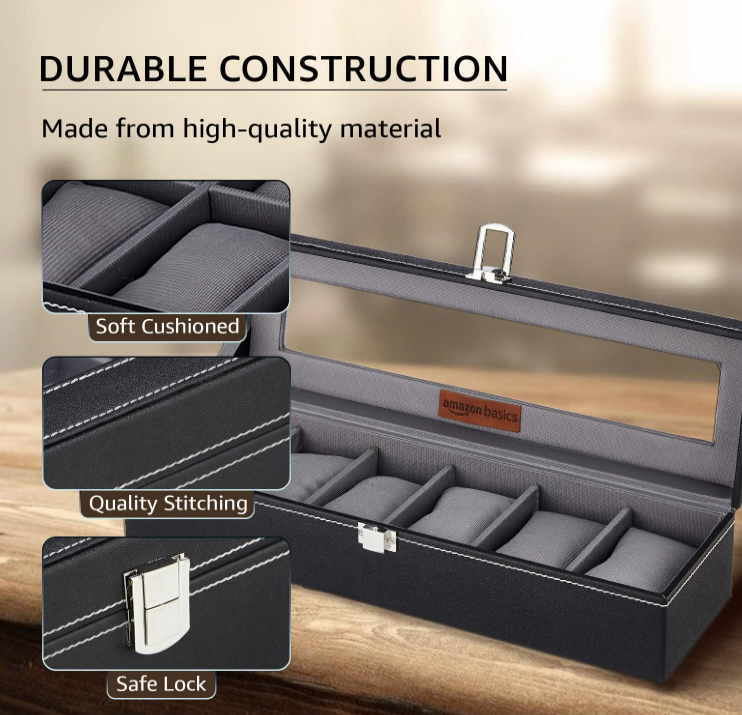 DURABLE CONSTRUCTION
Made from high-quality material
Soft Cushioned
amazon basics
Quality Stitching
Safe Lock